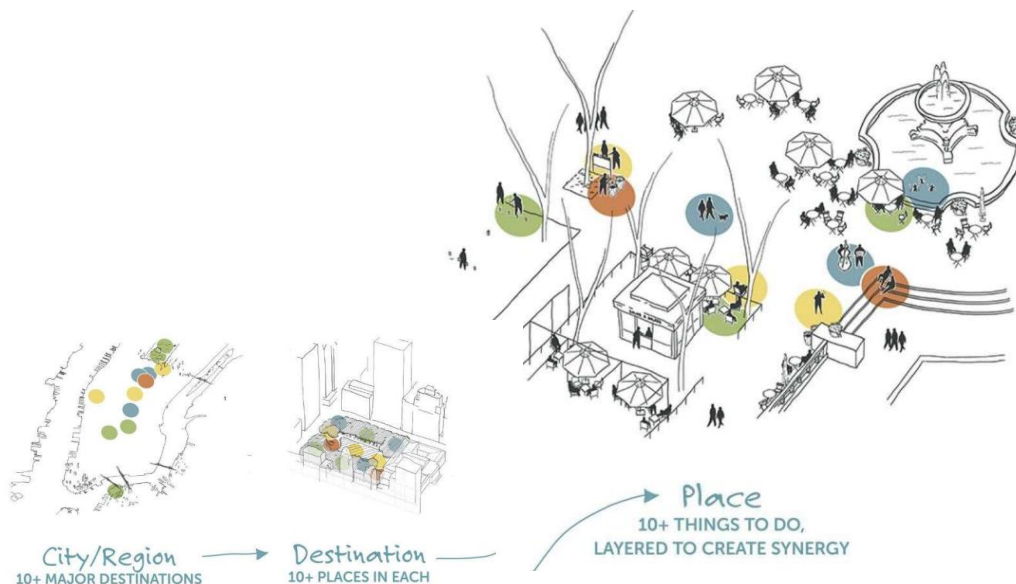 Place
10+ THINGS TO DO,
LAYERED TO CREATE SYNERGY
City/Region
10+ MAJOR DESTINATIONS
Destination
10+ PLACES IN EACH